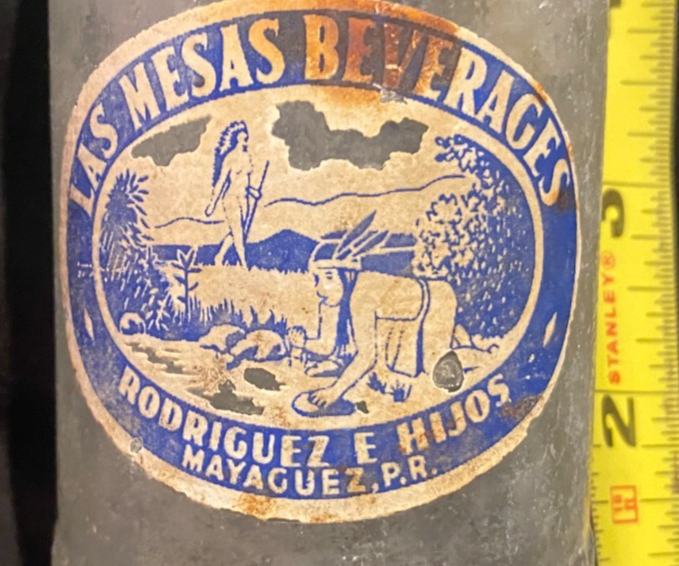 LAS MESAS BEVERAGES
RODRIGUEZ E HIJOS
MAYAGUEZ, P.R.
3
STANLEY®
2